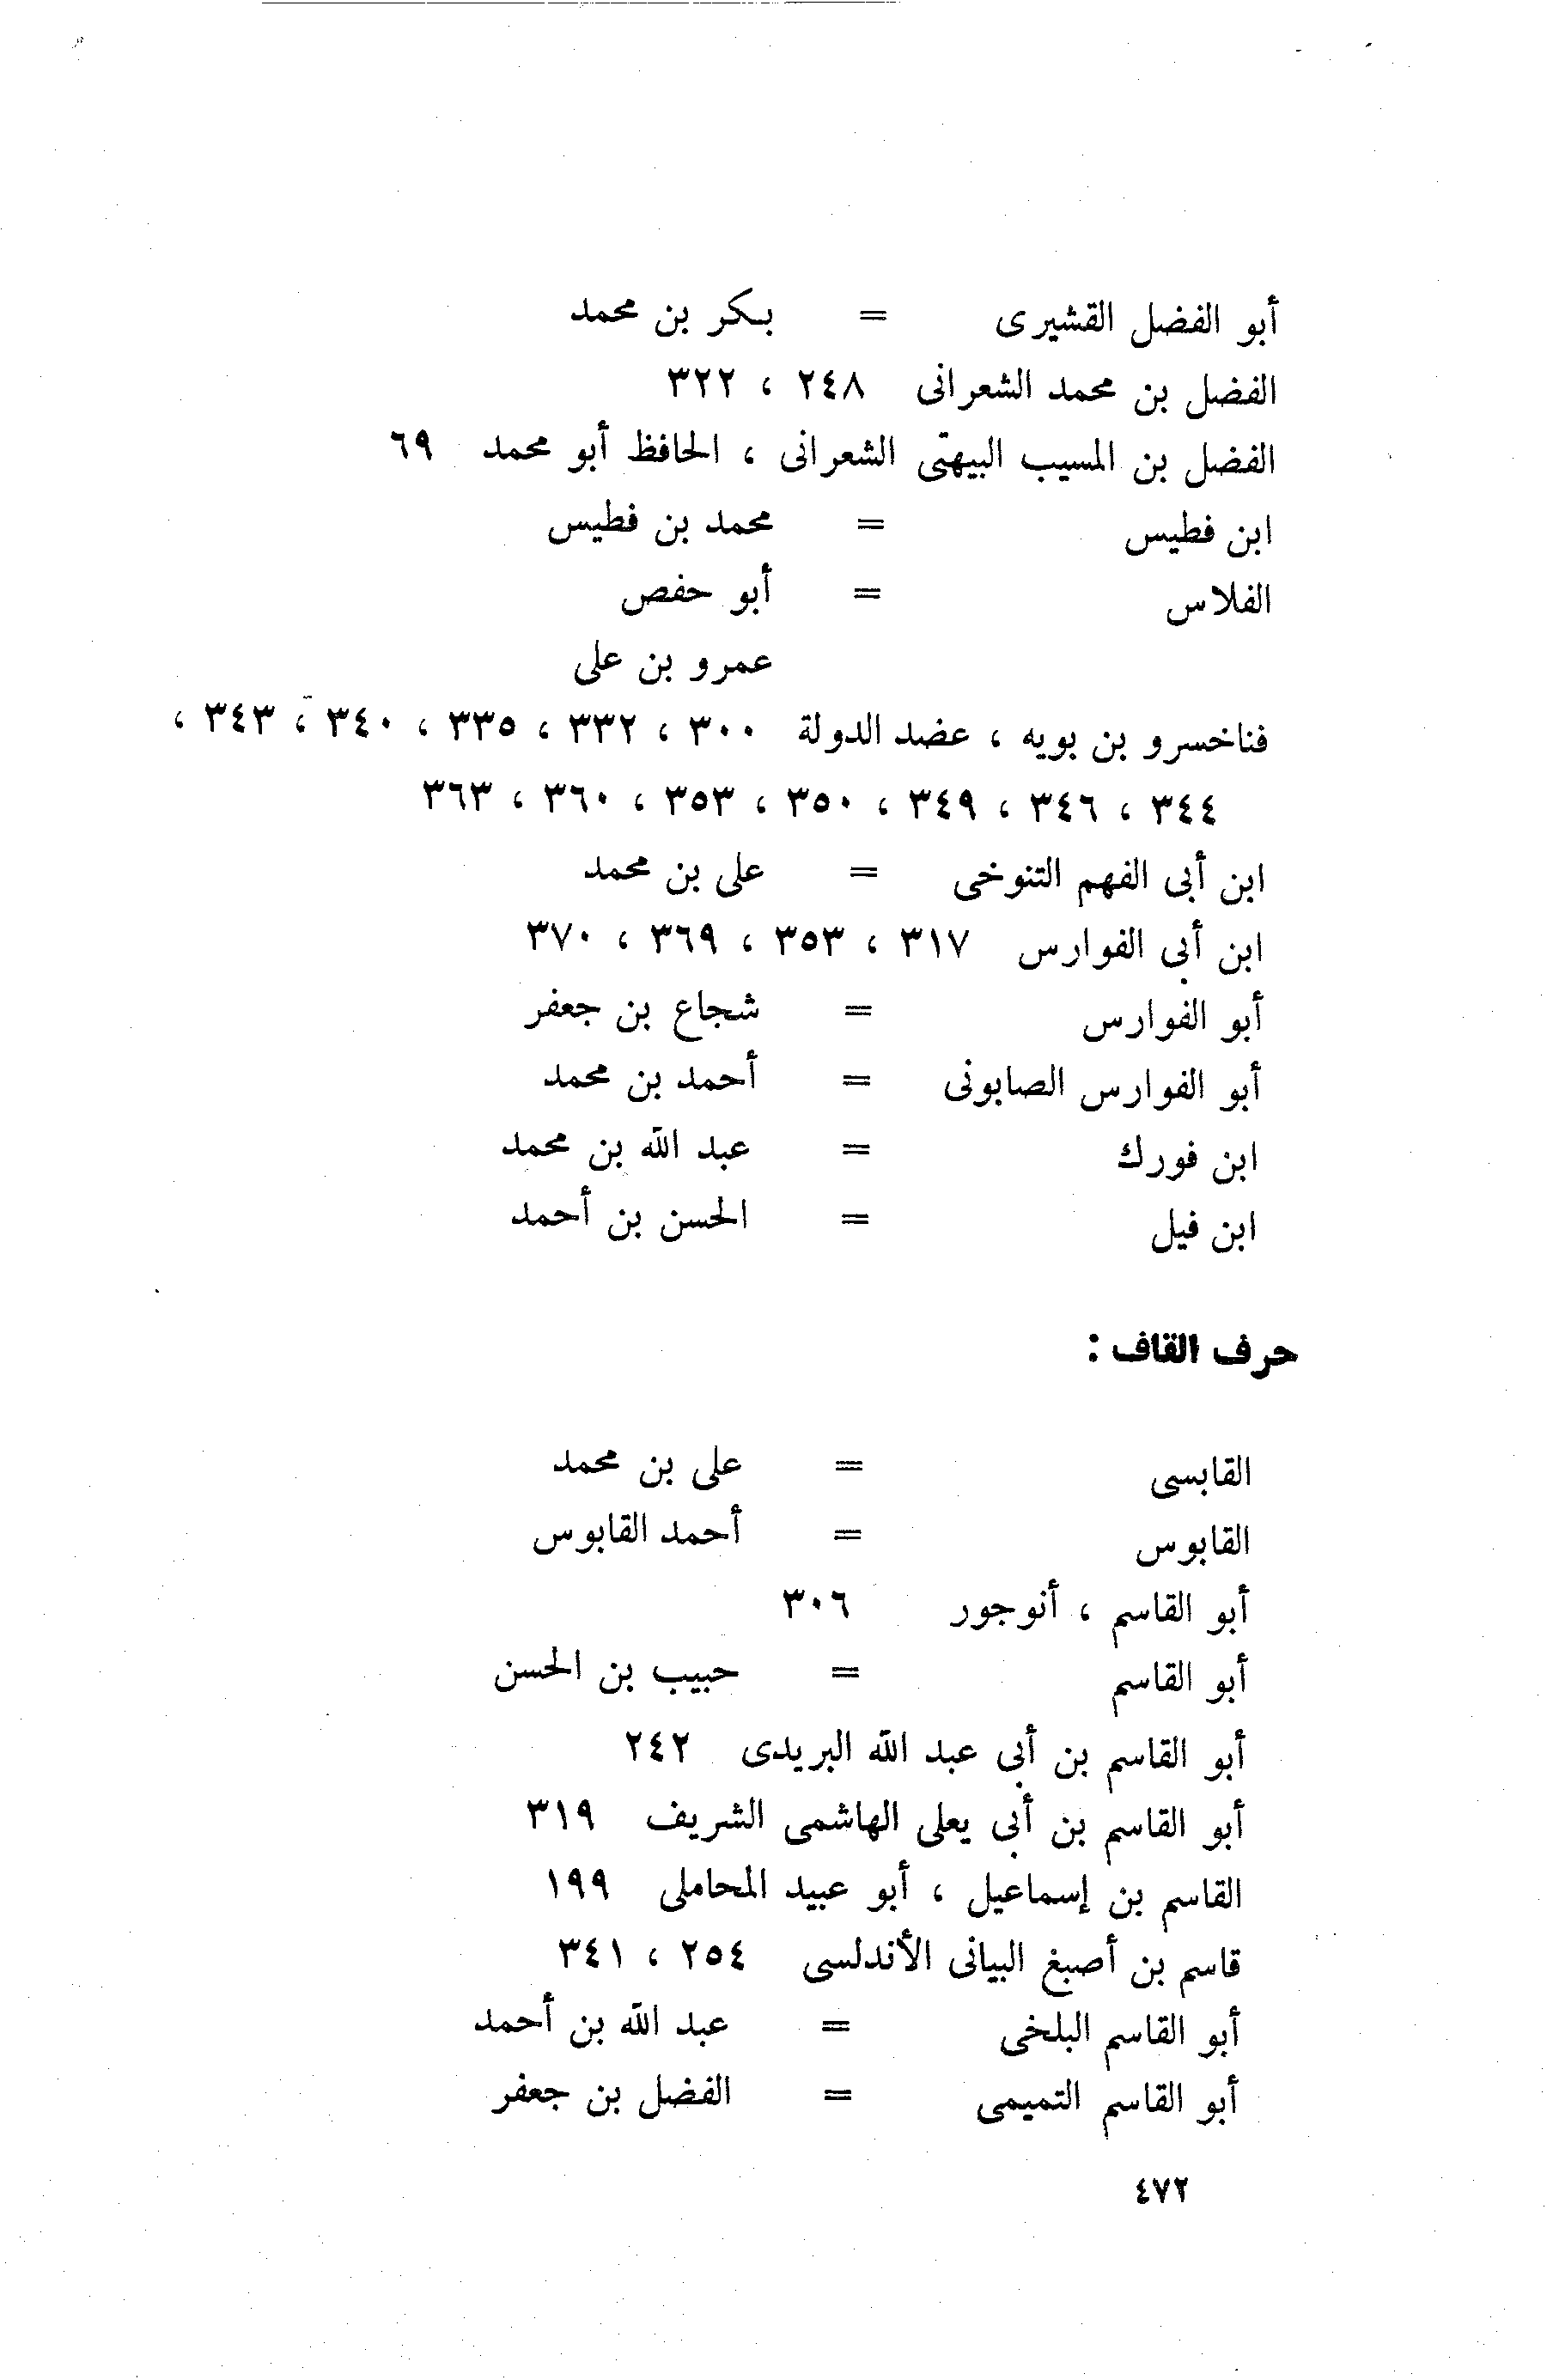 أبو الفضل القشيرى = بكر بن محمد
الفضل بن محمد الشعرانى ٢٤٨ ، ٣٢٢
الفضل بن المسيب البيهقى الشعرانى ، الحافظ أبو محمد ٦٩
ابن فطيس = محمد بن فطيس
الفلاس = أبو حفص
عمرو بن على
فناخسرو بن بويه ، عضد الدولة ٣٠٠ ، ٣٣٢ ، ٣٣٥ ، ٣٤٠ ، ٣٤٣ ،
٣٤٤ ، ٣٤٦ ، ٣٤٩ ، ٣٥٠ ، ٣٥٣ ، ٣٦٠ ، ٣٦٣
ابن أبى الفهم التنوخى = على بن محمد
ابن أبى الفوارس ٣١٧ ، ٣٥٣ ، ٣٦٩ ، ٣٧٠
أبو الفوارس = شجاع بن جعفر
أبو الفوارس الصابونى = أحمد بن محمد
ابن فورك = عبد الله بن محمد
ابن فيل = الحسن بن أحمد
حرف القاف :
القابسى = على بن محمد
القابوس = أحمد القابوس
أبو القاسم ، أنوجور ٣٠٦
أبو القاسم = حبيب بن الحسن
أبو القاسم بن أبى عبد الله البريدى ٢٤٢
أبو القاسم بن أبى يعلى الهاشمى الشريف ٣١٩
القاسم بن إسماعيل ، أبو عبيد المحاملى ١٩٩
قاسم بن أصبغ البيانى الأندلسى ٢٥٤ ، ٣٤١
أبو القاسم البلخى = عبد الله بن أحمد
أبو القاسم التميمى = الفضل بن جعفر
٤٧٢